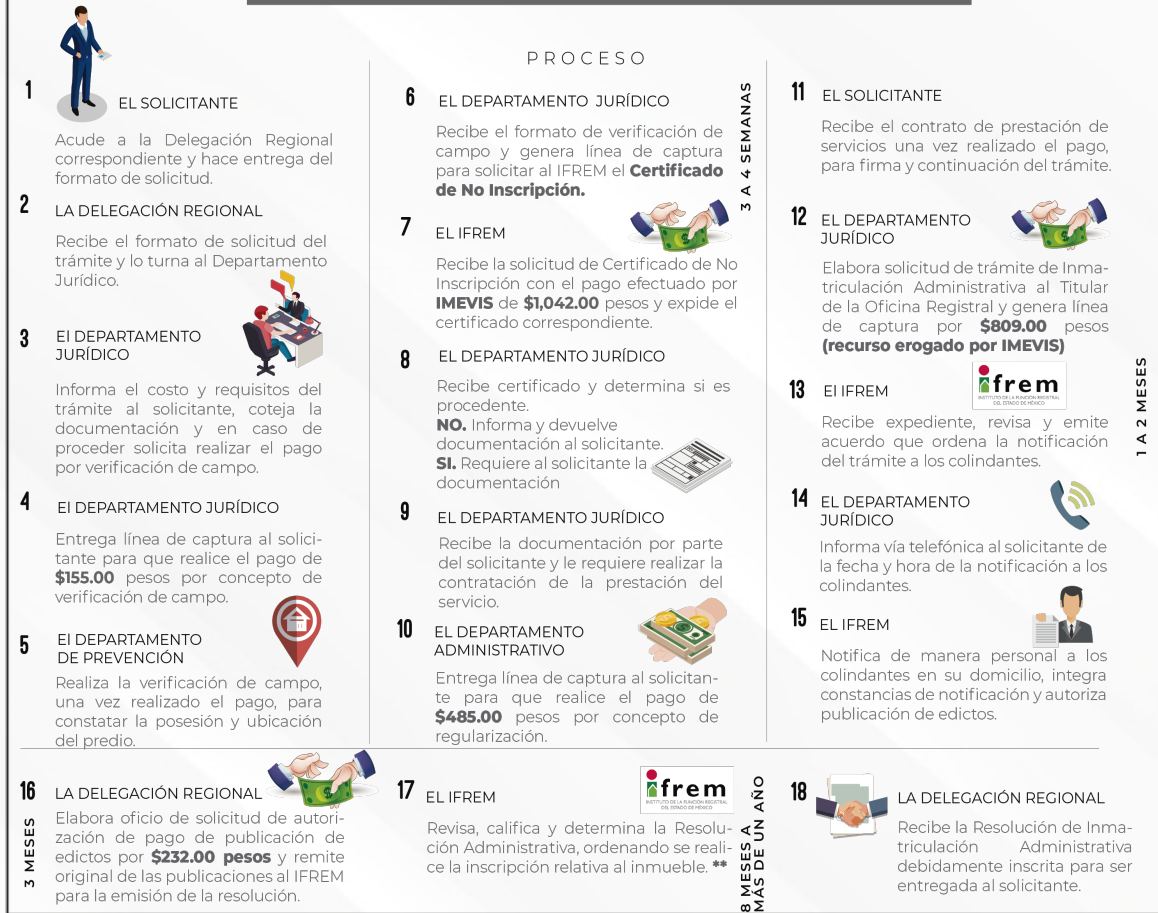 PROCESO
1
EL SOLICITANTE
Acude a la Delegación Regional
correspondiente y hace entrega del
formato de solicitud.
2
LA DELEGACIÓN REGIONAL
Recibe el formato de solicitud del
trámite y lo turna al Departamento
Jurídico.
3
El DEPARTAMENTO
JURÍDICO
Informa el costo y requisitos del
trámite al solicitante, coteja la
documentación y en caso de
proceder solicita realizar el pago
por verificación de campo.
4
El DEPARTAMENTO JURÍDICO
Entrega línea de captura al solici-
tante para que realice el pago de
$155.00 pesos por concepto de
verificación de campo.
5
El DEPARTAMENTO
DE PREVENCIÓN
Realiza la verificación de campo,
una vez realizado el pago, para
constatar la posesión y ubicación
del predio.
6
EL DEPARTAMENTO JURÍDICO
Recibe el formato de verificación de
campo y genera línea de captura
para solicitar al IFREM el Certificado
de No Inscripción.
3 A 4 SEMANAS
7
EL IFREM
Recibe la solicitud de Certificado de No
Inscripción con el pago efectuado por
IMEVIS de $1,042.00 pesos y expide el
certificado correspondiente.
8
EL DEPARTAMENTO JURÍDICO
Recibe certificado y determina si es
procedente.
NO. Informa y devuelve
documentación al solicitante.
SI. Requiere al solicitante la
documentación
9
EL DEPARTAMENTO JURÍDICO
Recibe la documentación por parte
del solicitante y le requiere realizar la
contratación de la prestación del
servicio.
10
EL DEPARTAMENTO
ADMINISTRATIVO
Entrega línea de captura al solicitan-
te para que realice el pago de
$485.00 pesos por concepto de
regularización.
11
EL SOLICITANTE
Recibe el contrato de prestación de
servicios una vez realizado el pago,
para firma y continuación del trámite.
12
EL DEPARTAMENTO
JURÍDICO
Elabora solicitud de trámite de Inma-
triculación Administrativa al Titular
de la Oficina Registral y genera línea
de captura por $809.00 pesos
(recurso erogado por IMEVIS)
13
El IFREM
ifrem
INSTITUTO DE LA FUNCIÓN REGISTRAL
DEL ESTADO DE MÉXICO
Recibe expediente, revisa y emite
acuerdo que ordena la notificación
del trámite a los colindantes.
1 A 2 MESES
14
EL DEPARTAMENTO
JURÍDICO
Informa vía telefónica al solicitante de
la fecha y hora de la notificación a los
colindantes.
15
EL IFREM
Notifica de manera personal a los
colindantes en su domicilio, integra
constancias de notificación y autoriza
publicación de edictos.
16
LA DELEGACIÓN REGIONAL
Elabora oficio de solicitud de autori-
zación de pago de publicación de
edictos por $232.00 pesos y remite
original de las publicaciones al IFREM
para la emisión de la resolución.
3 MESES
17
EL IFREM
ifrem
INSTITUTO DE LA FUNCIÓN REGISTRAL
DEL ESTADO DE MÉXICO
Revisa, califica y determina la Resolu-
ción Administrativa, ordenando se reali-
ce la inscripción relativa al inmueble. **
8 MESES A
MÁS DE UN AÑO
18
LA DELEGACIÓN REGIONAL
Recibe la Resolución de Inma-
triculación Administrativa
debidamente inscrita para ser
entregada al solicitante.